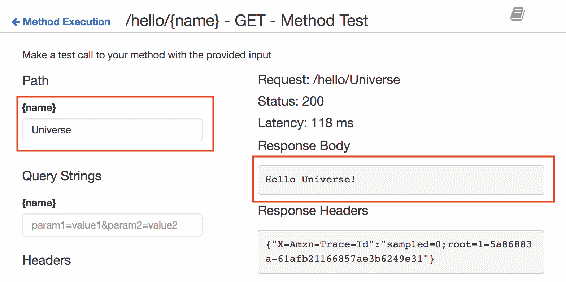 ← Method Execution /hello/{name} - GET - Method Test
Make a test call to your method with the provided input
Path
{name}
Universe
Query Strings
{name}
param1=value1&param2=value2
Headers
Request: /hello/Universe
Status: 200
Latency: 118 ms
Response Body
Hello Universe!
Response Headers
{"X-Amzn-Trace-Id":"sampled=0;root=1-5a86883
a-61afb21166857ae3b6249e31"}